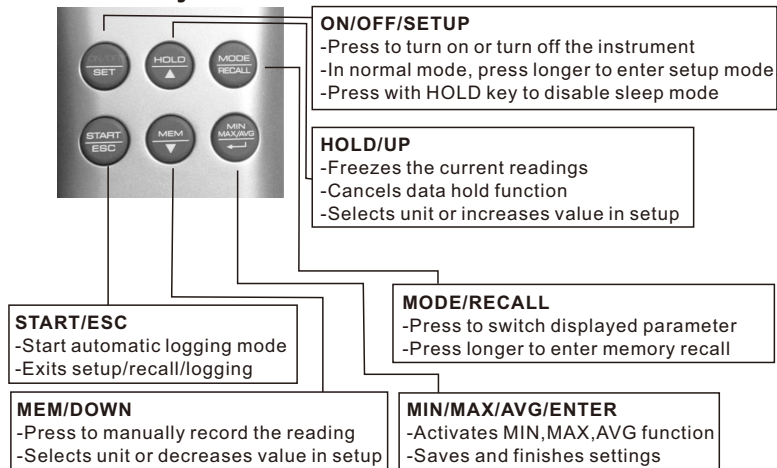 SET
HOLD
▲
MODE
RECALL
START
ESC
MEM
▼
MIN
MAX/AVG
ON/OFF/SETUP
-Press to turn on or turn off the instrument
-In normal mode, press longer to enter setup mode
-Press with HOLD key to disable sleep mode
HOLD/UP
-Freezes the current readings
-Cancels data hold function
-Selects unit or increases value in setup
MODE/RECALL
-Press to switch displayed parameter
-Press longer to enter memory recall
START/ESC
-Start automatic logging mode
-Exits setup/recall/logging
MEM/DOWN
-Press to manually record the reading
-Selects unit or decreases value in setup
MIN/MAX/AVG/ENTER
-Activates MIN,MAX,AVG function
-Saves and finishes settings